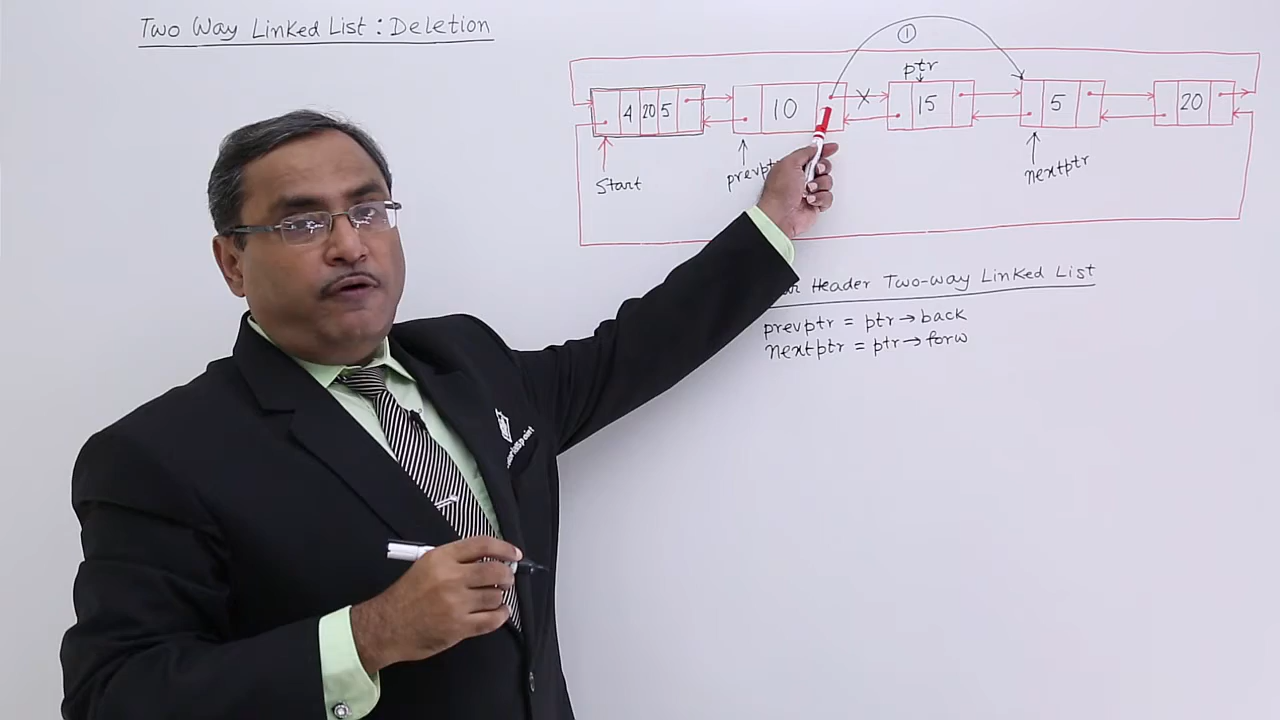 Two Way Linked List : Deletion
①
ptr
4 20 5 10 15 5 20
Start
nextptr
Header Two-way Linked List
prevptr = ptr → back
nextptr = ptr → forw